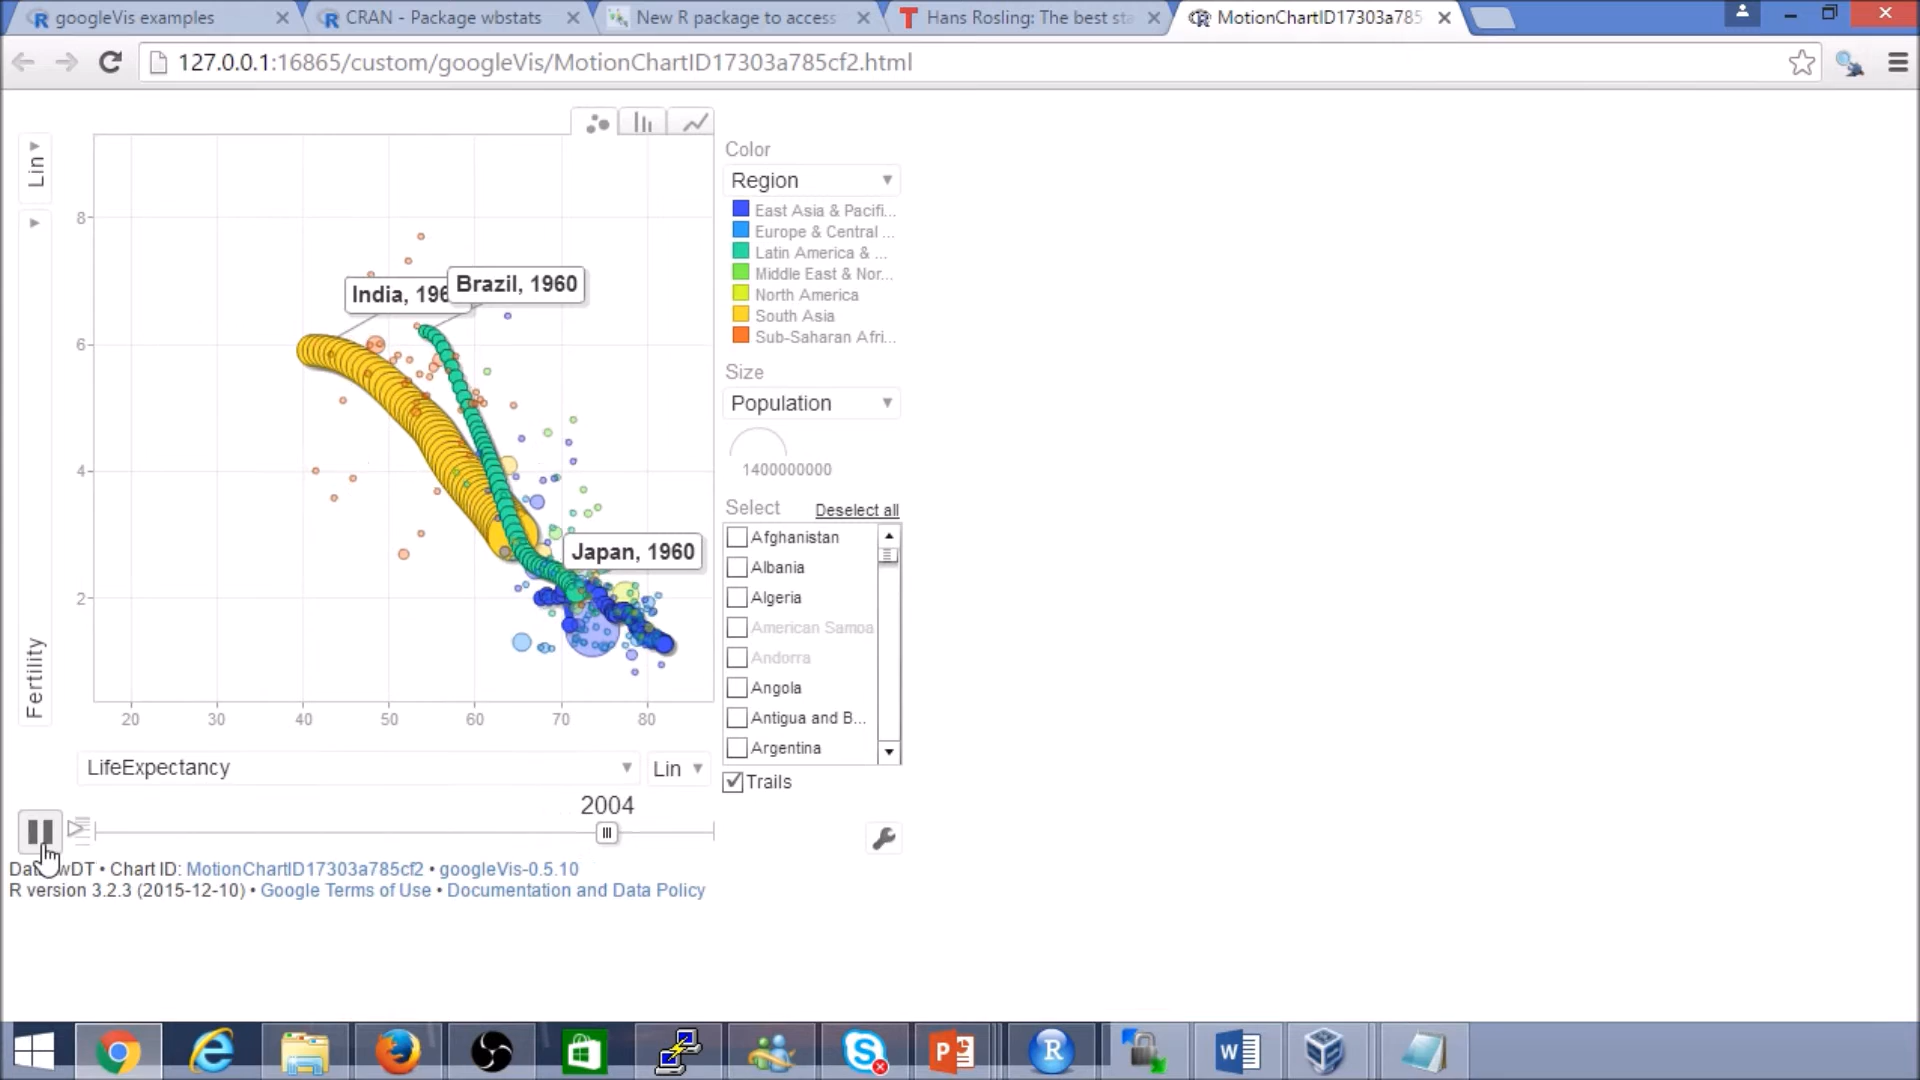 googleVis examples
CRAN - Package wbstats
New R package to access
Hans Rosling: The best sta
MotionChartID17303a785
127.0.0.1:16865/custom/googleVis/MotionChartID17303a785cf2.html
Lin
Fertility
8
6
4
2
India, 196
Brazil, 1960
Japan, 1960
20 30 40 50 60 70 80
LifeExpectancy
Lin
2004
Color
Region
East Asia & Pacifi...
Europe & Central ...
Latin America & ...
Middle East & Nor...
North America
South Asia
Sub-Saharan Afri...
Size
Population
1400000000
Select Deselect all
Afghanistan
Albania
Algeria
American Samoa
Andorra
Angola
Antigua and B...
Argentina
Trails
• Chart ID: MotionChartID17303a785cf2 • googleVis-0.5.10
R version 3.2.3 (2015-12-10) • Google Terms of Use • Documentation and Data Policy